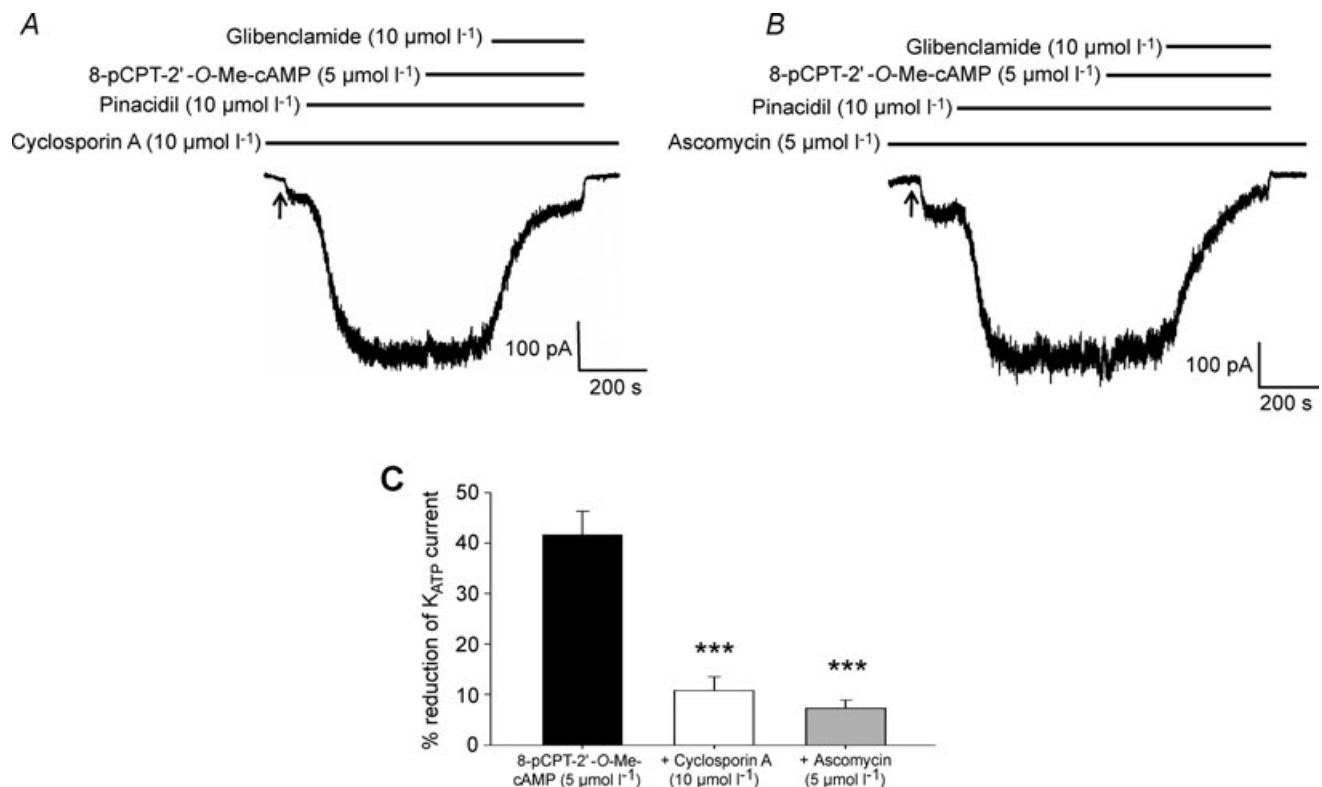 A
Glibenclamide (10 µmol l⁻¹)
8-pCPT-2'-O-Me-cAMP (5 µmol l⁻¹)
Pinacidil (10 µmol l⁻¹)
Cyclosporin A (10 µmol l⁻¹)
100 pA
200 s
B
Glibenclamide (10 µmol l⁻¹)
8-pCPT-2'-O-Me-cAMP (5 µmol l⁻¹)
Pinacidil (10 µmol l⁻¹)
Ascomycin (5 µmol l⁻¹)
100 pA
200 s
C
% reduction of K_ATP current
50
40
30
20
10
0
***
***
8-pCPT-2'-O-Me-
cAMP (5 µmol l⁻¹)
+ Cyclosporin A
(10 µmol l⁻¹)
+ Ascomycin
(5 µmol l⁻¹)